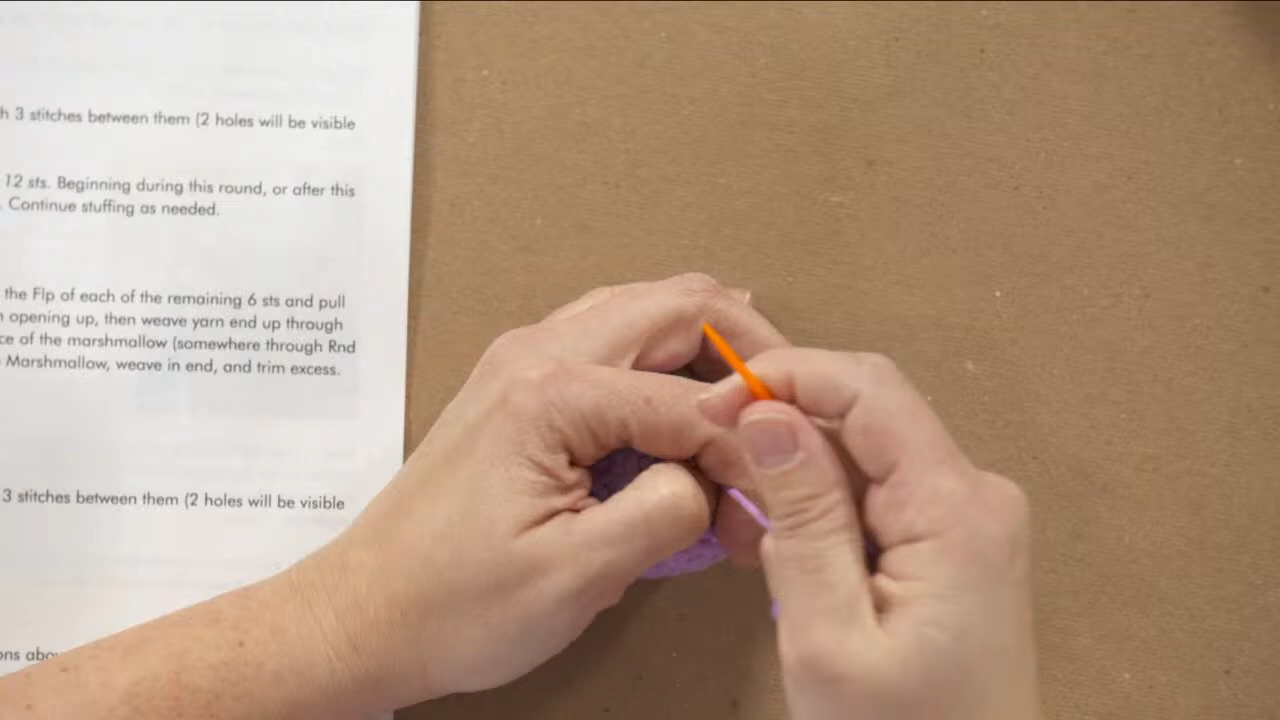 h 3 stitches between them (2 holes will be visible
12 sts. Beginning during this round, or after this
. Continue stuffing as needed.
the Flp of each of the remaining 6 sts and pull
opening up, then weave yarn end up through
ce of the marshmallow (somewhere through Rnd
Marshmallow, weave in end, and trim excess.
3 stitches between them (2 holes will be visible
ons abo